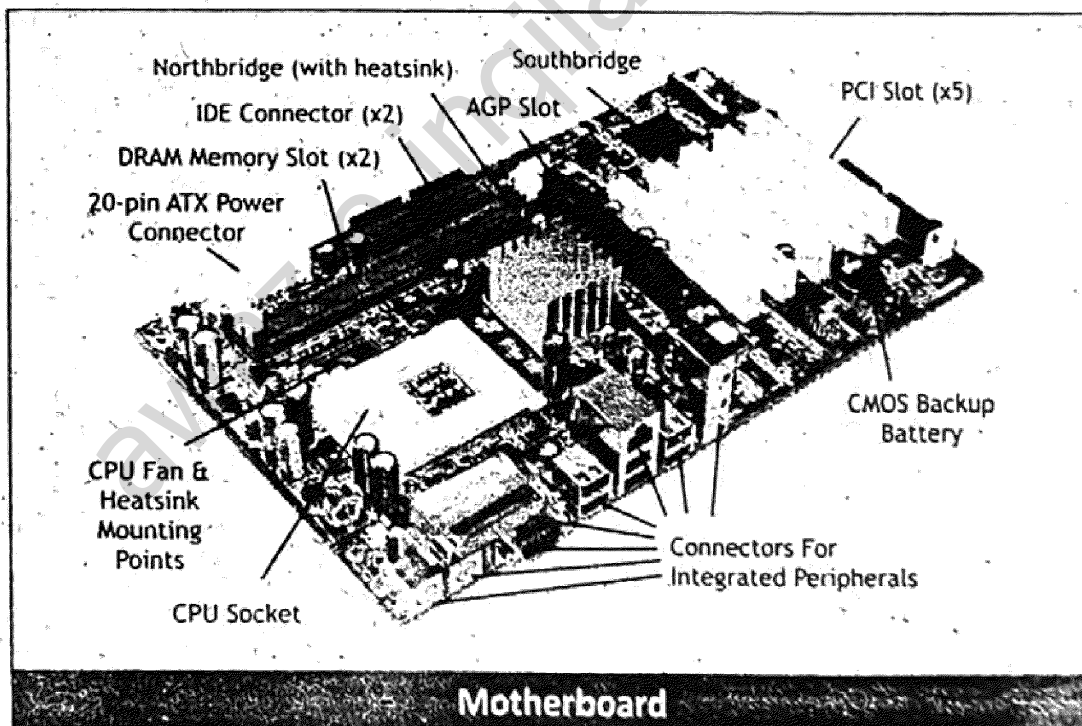 Northbridge (with heatsink)
Southbridge
IDE Connector (x2)
AGP Slot
PCI Slot (x5)
DRAM Memory Slot (x2)
20-pin ATX Power
Connector
CMOS Backup
Battery
CPU Fan &
Heatsink
Mounting
Points
Connectors For
Integrated Peripherals
CPU Socket
Motherboard